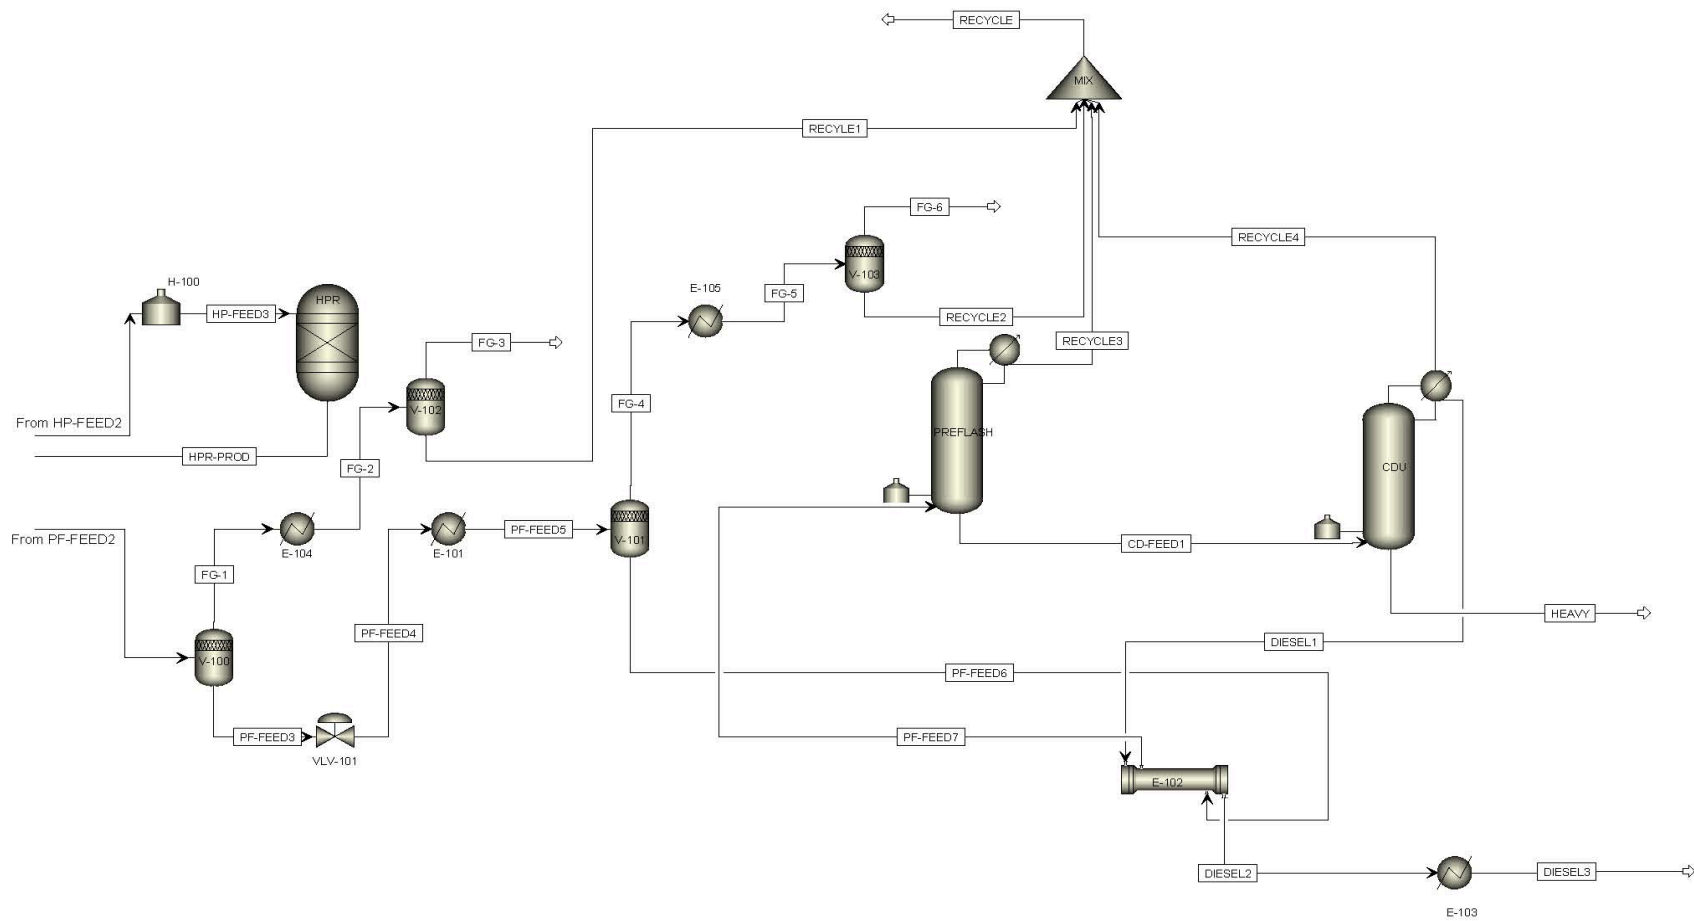 RECYCLE
MIX
RECYLE1
FG-6
RECYCLE4
V-103
H-100
E-105
FG-5
HPR
HP-FEED3
RECYCLE2
RECYCLE3
FG-3
FG-4
V-102
From HP-FEED2
PREFLASH
HPR-PROD
FG-2
CDU
From PF-FEED2
E-104
E-101
PF-FEED5
V-101
CD-FEED1
FG-1
HEAVY
PF-FEED4
DIESEL1
V-100
PF-FEED6
PF-FEED3
PF-FEED7
VLV-101
E-102
DIESEL2
DIESEL3
E-103